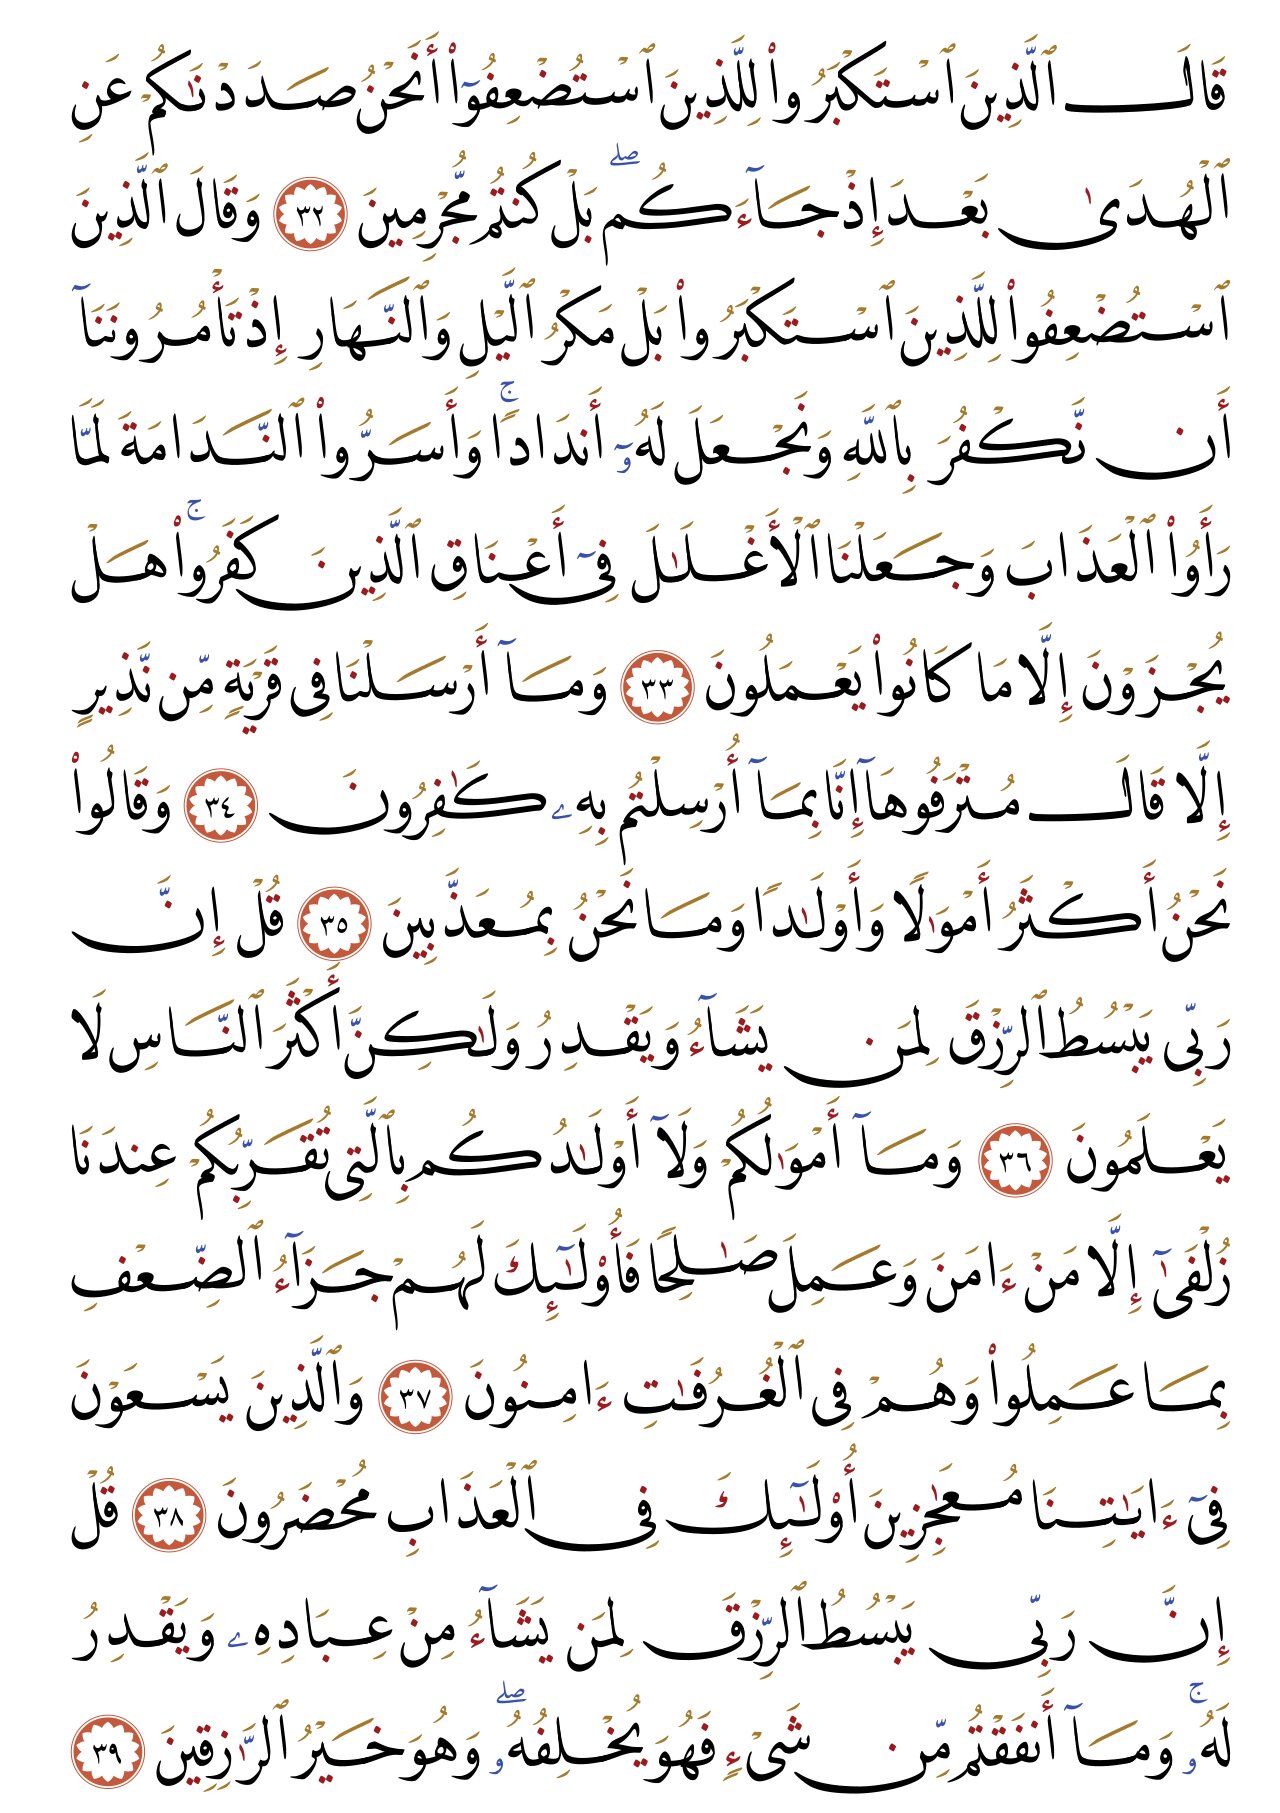 قَالَ ٱلَّذِينَ ٱسْتَكْبَرُوا۟ لِلَّذِينَ ٱسْتُضْعِفُوٓا۟ أَنَحْنُ صَدَدْنَـٰكُمْ عَنِ
ٱلْهُدَىٰ بَعْدَ إِذْ جَآءَكُم ۖ بَلْ كُنتُم مُّجْرِمِينَ ٣٢ وَقَالَ ٱلَّذِينَ
ٱسْتُضْعِفُوا۟ لِلَّذِينَ ٱسْتَكْبَرُوا۟ بَلْ مَكْرُ ٱلَّيْلِ وَٱلنَّهَارِ إِذْ تَأْمُرُونَنَآ
أَن نَّكْفُرَ بِٱللَّهِ وَنَجْعَلَ لَهُۥٓ أَندَادًا ۚ وَأَسَرُّوا۟ ٱلنَّدَامَةَ لَمَّا
رَأَوُا۟ ٱلْعَذَابَ وَجَعَلْنَا ٱلْأَغْلَـٰلَ فِىٓ أَعْنَاقِ ٱلَّذِينَ كَفَرُوا۟ ۚ هَلْ
يُجْزَوْنَ إِلَّا مَا كَانُوا۟ يَعْمَلُونَ ٣٣ وَمَآ أَرْسَلْنَا فِى قَرْيَةٍ مِّن نَّذِيرٍ
إِلَّا قَالَ مُتْرَفُوهَآ إِنَّا بِمَآ أُرْسِلْتُم بِهِۦ كَـٰفِرُونَ ٣٤ وَقَالُوا۟
نَحْنُ أَكْثَرُ أَمْوَٰلًا وَأَوْلَـٰدًا وَمَا نَحْنُ بِمُعَذَّبِينَ ٣٥ قُلْ إِنَّ
رَبِّى يَبْسُطُ ٱلرِّزْقَ لِمَن يَشَآءُ وَيَقْدِرُ وَلَـٰكِنَّ أَكْثَرَ ٱلنَّاسِ لَا
يَعْلَمُونَ ٣٦ وَمَآ أَمْوَٰلُكُمْ وَلَآ أَوْلَـٰدُكُم بِٱلَّتِى تُقَرِّبُكُمْ عِندَنَا
زُلْفَىٰٓ إِلَّا مَنْ ءَامَنَ وَعَمِلَ صَـٰلِحًا فَأُو۟لَـٰٓئِكَ لَهُمْ جَزَآءُ ٱلضِّعْفِ
بِمَا عَمِلُوا۟ وَهُمْ فِى ٱلْغُرُفَـٰتِ ءَامِنُونَ ٣٧ وَٱلَّذِينَ يَسْعَوْنَ
فِىٓ ءَايَـٰتِنَا مُعَـٰجِزِينَ أُو۟لَـٰٓئِكَ فِى ٱلْعَذَابِ مُحْضَرُونَ ٣٨ قُلْ
إِنَّ رَبِّى يَبْسُطُ ٱلرِّزْقَ لِمَن يَشَآءُ مِنْ عِبَادِهِۦ وَيَقْدِرُ
لَهُۥ ۚ وَمَآ أَنفَقْتُم مِّن شَىْءٍ فَهُوَ يُخْلِفُهُۥ ۖ وَهُوَ خَيْرُ ٱلرَّٰزِقِينَ ٣٩